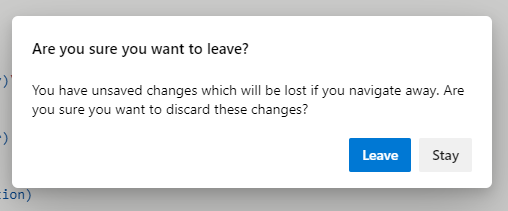 Are you sure you want to leave?
)
You have unsaved changes which will be lost if you navigate away. Are
you sure you want to discard these changes?
)
Leave Stay
tion)